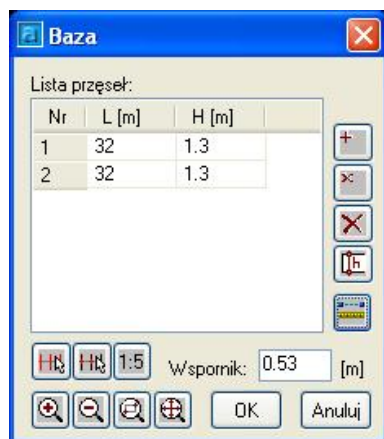 Baza
Lista przęseł:
Nr L [m] H [m]
1 32 1.3
2 32 1.3
h
1:5 Wspornik: 0.53 [m]
OK Anuluj